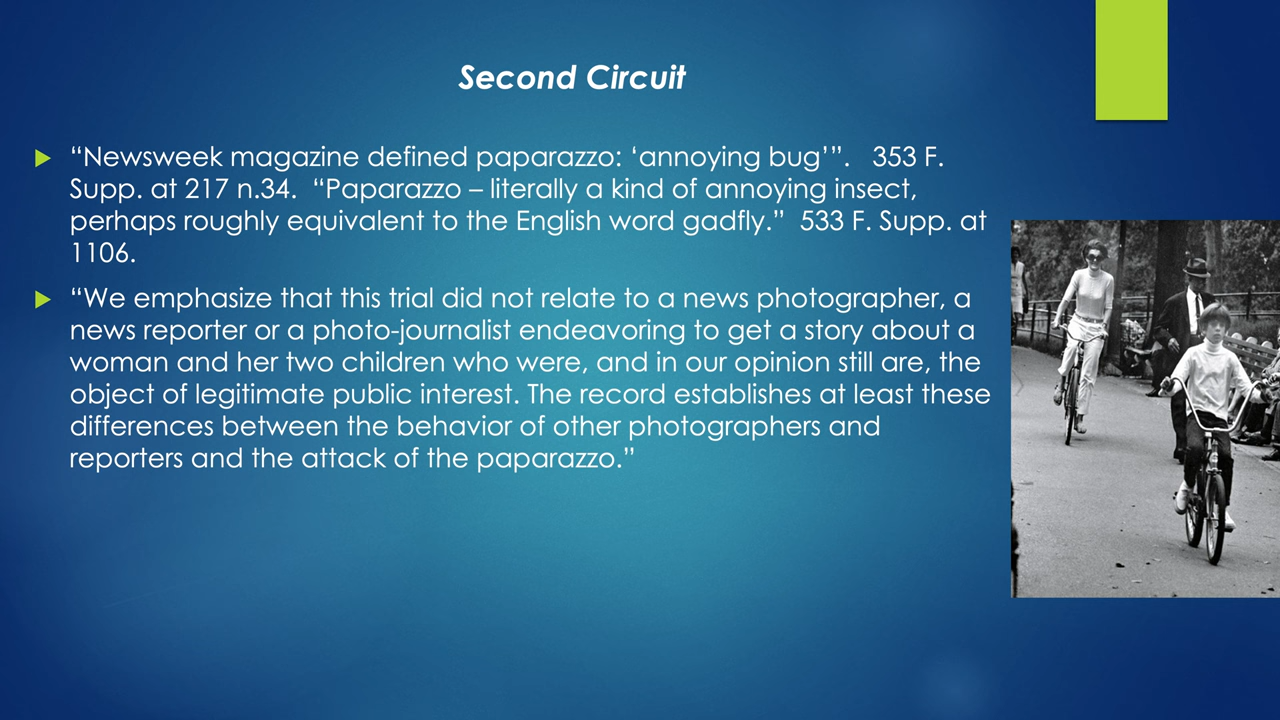 Second Circuit
“Newsweek magazine defined paparazzo: ‘annoying bug’”.   353 F.
Supp. at 217 n.34.  “Paparazzo – literally a kind of annoying insect,
perhaps roughly equivalent to the English word gadfly.”  533 F. Supp. at
1106.
“We emphasize that this trial did not relate to a news photographer, a
news reporter or a photo-journalist endeavoring to get a story about a
woman and her two children who were, and in our opinion still are, the
object of legitimate public interest. The record establishes at least these
differences between the behavior of other photographers and
reporters and the attack of the paparazzo.”